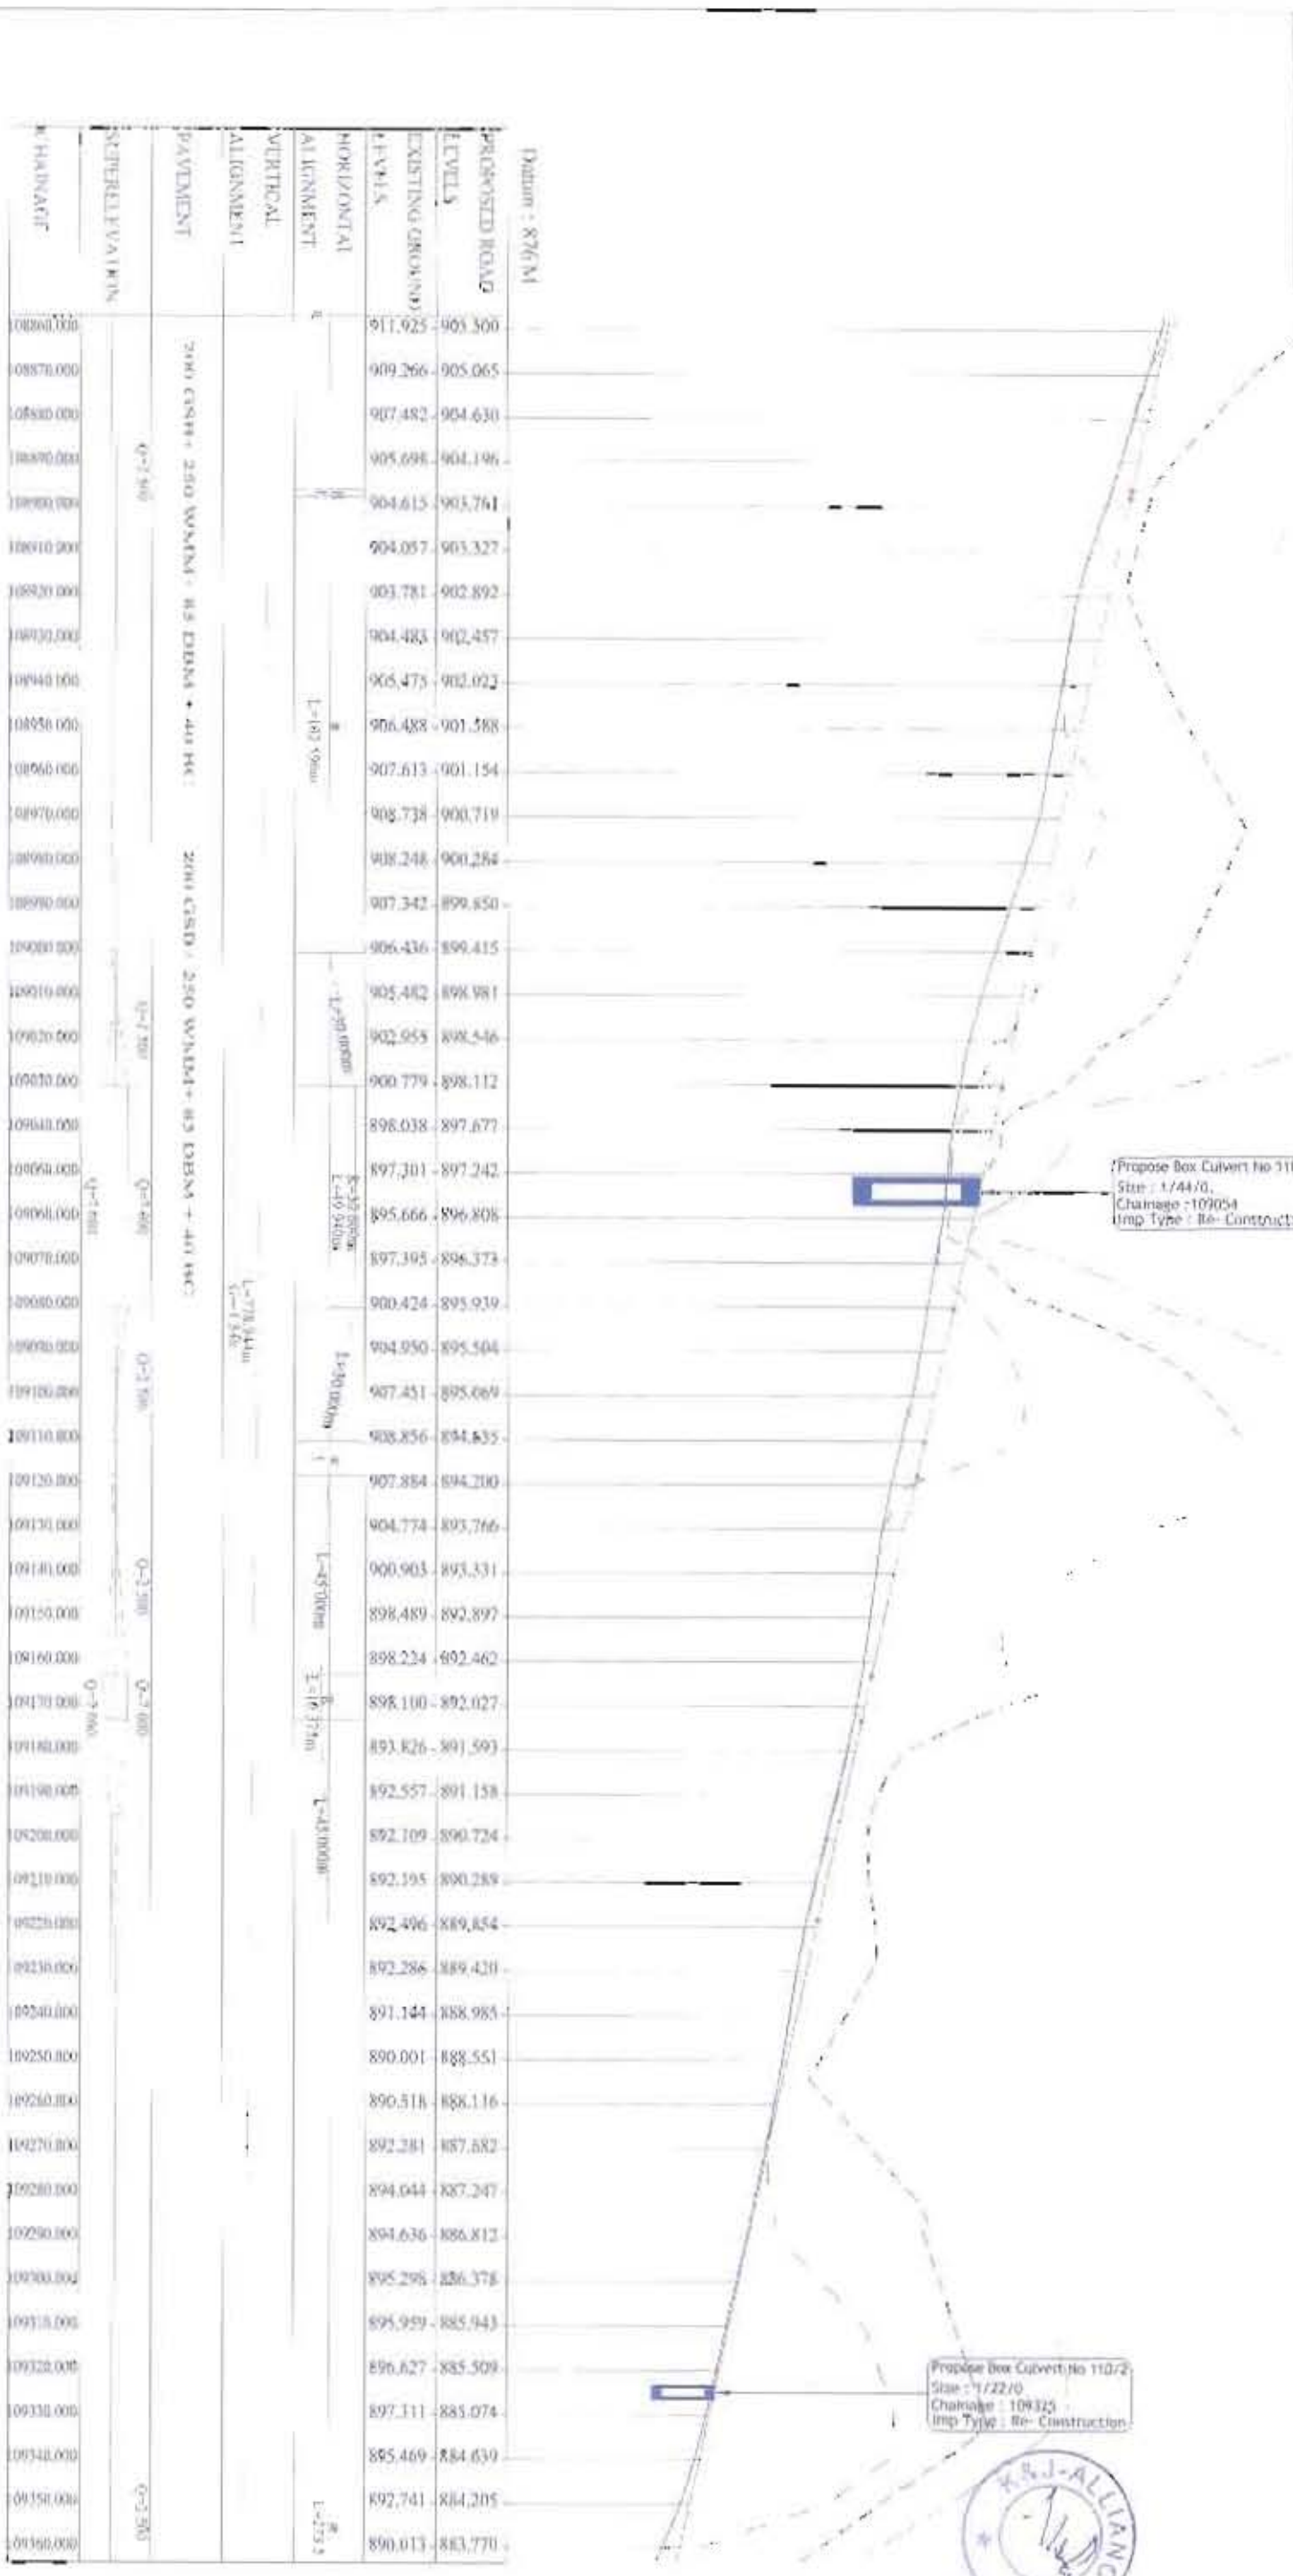 Datum : 876 M
PROPOSED ROAD
LEVELS
905.300 905.065 904.630 904.196 903.761 903.327 902.892 902.457 902.023 901.588 901.154 900.719 900.284 899.850 899.415 898.981 898.546 898.112 897.677 897.242 896.808 896.373 895.939 895.504 895.069 894.635 894.200 893.766 893.331 892.897 892.462 892.027 891.593 891.158 890.724 890.289 889.854 889.420 888.985 888.551 888.116 887.682 887.247 886.812 886.378 885.943 885.509 885.074 884.639 884.205 883.770
EXISTING GROUND
LEVELS
911.925 909.266 907.482 905.698 904.615 904.057 903.781 904.483 905.475 906.488 907.613 908.738 908.248 907.342 906.436 905.482 902.955 900.779 898.038 897.301 895.666 897.395 900.424 904.950 907.451 908.856 907.884 904.774 900.903 898.489 898.224 898.100 893.826 892.557 892.109 892.195 892.496 892.286 891.144 890.001 890.518 892.281 894.044 894.636 895.298 895.959 896.627 897.311 895.469 892.741 890.013
HORIZONTAL
ALIGNMENT
L=30.000m
L=49.940m
L=30.000m
L=45.000m
L=45.000m
VERTICAL
ALIGNMENT
L=778.944m
PAVEMENT
200 GSB+ 250 WMM+ 85 DBM + 40 BC
200 GSB+ 250 WMM+ 85 DBM + 40 BC
SUPERELEVATION
CHAINAGE
108860.000 108870.000 108880.000 108890.000 108900.000 108910.000 108920.000 108930.000 108940.000 108950.000 108960.000 108970.000 108980.000 108990.000 109000.000 109010.000 109020.000 109030.000 109040.000 109050.000 109060.000 109070.000 109080.000 109090.000 109100.000 109110.000 109120.000 109130.000 109140.000 109150.000 109160.000 109170.000 109180.000 109190.000 109200.000 109210.000 109220.000 109230.000 109240.000 109250.000 109260.000 109270.000 109280.000 109290.000 109300.000 109310.000 109320.000 109330.000 109340.000 109350.000 109360.000
Propose Box Culvert No 110
Size : 1/44/0.
Chainage : 109054
Imp Type : Re- Construct
Propose Box Culvert No 110/2
Size : 1/22/0
Chainage : 109325
Imp Type : Re- Construction
K&J-ALLIANC